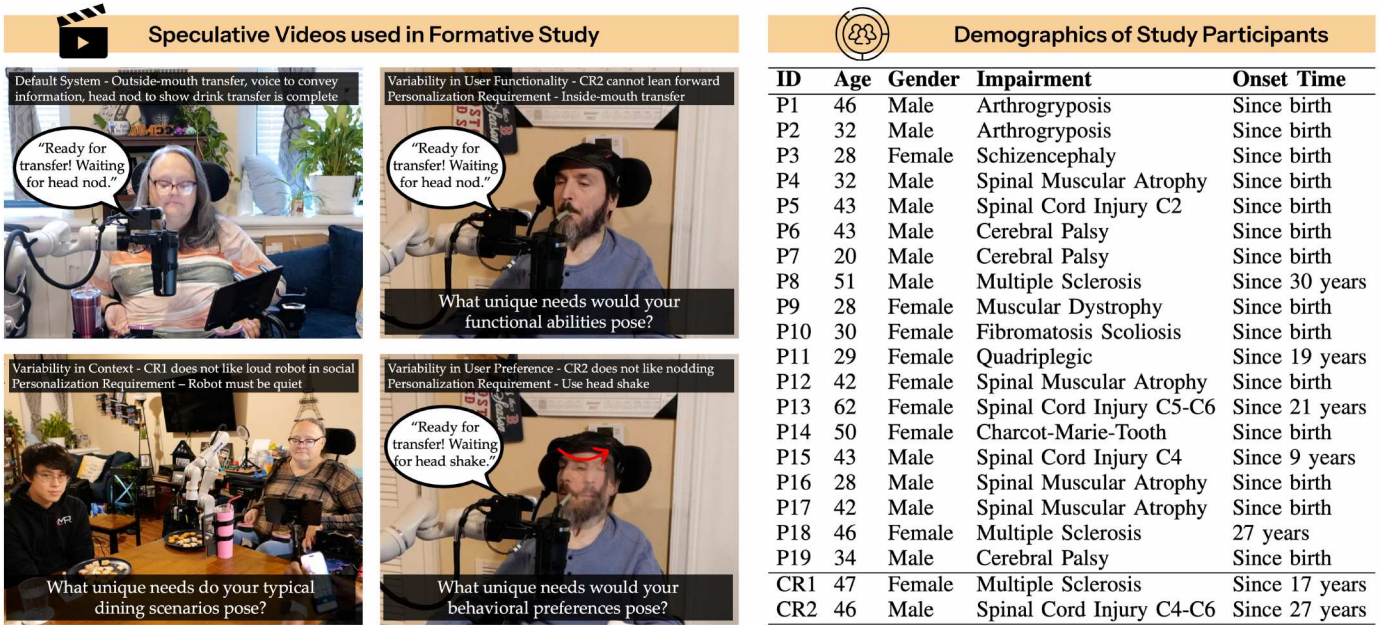 Speculative Videos used in Formative Study
Default System - Outside-mouth transfer, voice to convey
information, head nod to show drink transfer is complete
“Ready for
transfer! Waiting
for head nod.”
Variability in User Functionality - CR2 cannot lean forward
Personalization Requirement - Inside-mouth transfer
“Ready for
transfer! Waiting
for head nod.”
What unique needs would your
functional abilities pose?
Variability in Context - CR1 does not like loud robot in social
Personalization Requirement – Robot must be quiet
What unique needs do your typical
dining scenarios pose?
Variability in User Preference - CR2 does not like nodding
Personalization Requirement - Use head shake
“Ready for
transfer! Waiting
for head shake.”
What unique needs would your
behavioral preferences pose?
Demographics of Study Participants
ID Age Gender Impairment Onset Time
P1 46 Male Arthrogryposis Since birth
P2 32 Male Arthrogryposis Since birth
P3 28 Female Schizencephaly Since birth
P4 32 Male Spinal Muscular Atrophy Since birth
P5 43 Male Spinal Cord Injury C2 Since birth
P6 43 Male Cerebral Palsy Since birth
P7 20 Male Cerebral Palsy Since birth
P8 51 Male Multiple Sclerosis Since 30 years
P9 28 Female Muscular Dystrophy Since birth
P10 30 Female Fibromatosis Scoliosis Since birth
P11 29 Female Quadriplegic Since 19 years
P12 42 Female Spinal Muscular Atrophy Since birth
P13 62 Female Spinal Cord Injury C5-C6 Since 21 years
P14 50 Female Charcot-Marie-Tooth Since birth
P15 43 Male Spinal Cord Injury C4 Since 9 years
P16 28 Male Spinal Muscular Atrophy Since birth
P17 42 Male Spinal Muscular Atrophy Since birth
P18 46 Female Multiple Sclerosis 27 years
P19 34 Male Cerebral Palsy Since birth
CR1 47 Female Multiple Sclerosis Since 17 years
CR2 46 Male Spinal Cord Injury C4-C6 Since 27 years